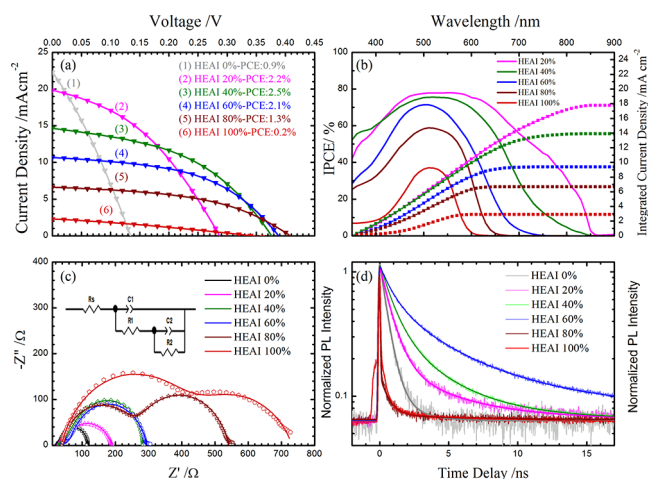 Voltage /V
Wavelength/nm
0.00 0.05 0.10 0.15 0.20 0.25 0.30 0.35 0.40 0.45
400 500 600 700 800 900
Current Density /mAcm-2
25
20
15
10
5
0
(a)
(1) HEAI 0%-PCE:0.9%
(2) HEAI 20%-PCE:2.2%
(3) HEAI 40%-PCE:2.5%
(4) HEAI 60%-PCE:2.1%
(5) HEAI 80%-PCE:1.3%
(6) HEAI 100%-PCE:0.2%
(1)
(2)
(3)
(4)
(5)
(6)
IPCE/ %
100
80
60
40
20
0
(b)
HEAI 20%
HEAI 40%
HEAI 60%
HEAI 80%
HEAI 100%
24
22
20
18
16
14
12
10
8
6
4
2
0
Integrated Current Density /mA cm-2
-Z″ /Ω
-400
-300
-200
-100
0
(c)
Rs
C1
R1
C2
R2
HEAI 0%
HEAI 20%
HEAI 40%
HEAI 60%
HEAI 80%
HEAI 100%
0 100 200 300 400 500 600 700 800
Z' /Ω
Normalized PL Intensity
1
0.1
(d)
HEAI 0%
HEAI 20%
HEAI 40%
HEAI 60%
HEAI 80%
HEAI 100%
Normalized PL Intensity
-2 0 5 10 15
Time Delay /ns